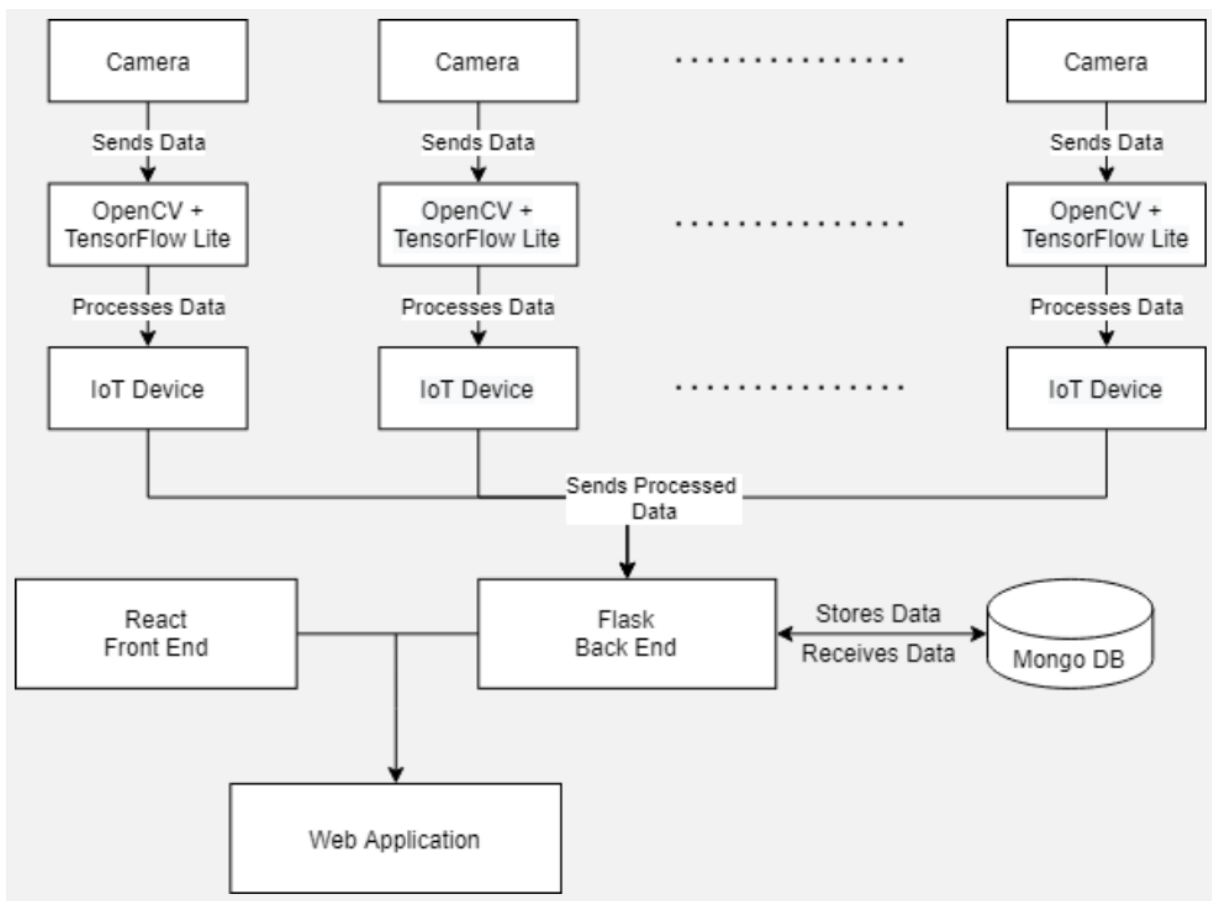 Camera
Camera
Camera
Sends Data
Sends Data
Sends Data
OpenCV +
TensorFlow Lite
OpenCV +
TensorFlow Lite
OpenCV +
TensorFlow Lite
Processes Data
Processes Data
Processes Data
IoT Device
IoT Device
IoT Device
Sends Processed
Data
React
Front End
Flask
Back End
Stores Data
Receives Data
Mongo DB
Web Application